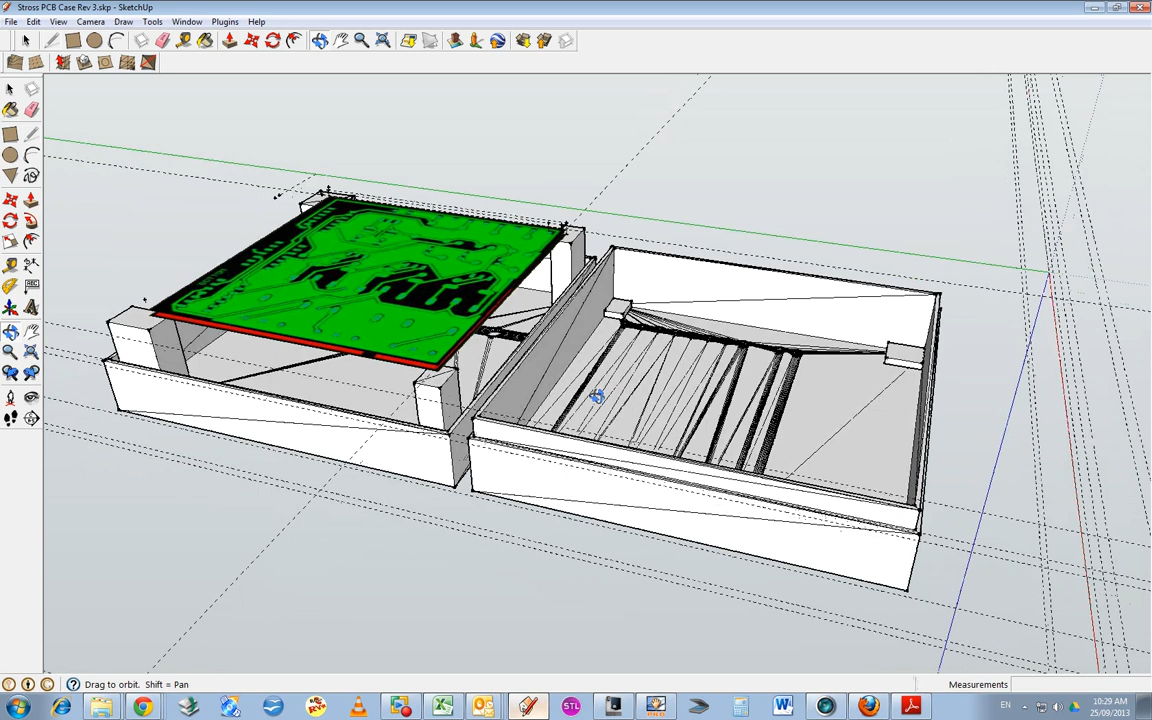 Stross PCB Case Rev 3.skp - SketchUp
File Edit View Camera Draw Tools Window Plugins Help
Drag to orbit. Shift = Pan
Measurements
STL
W
EN
10:29 AM
25/09/2013